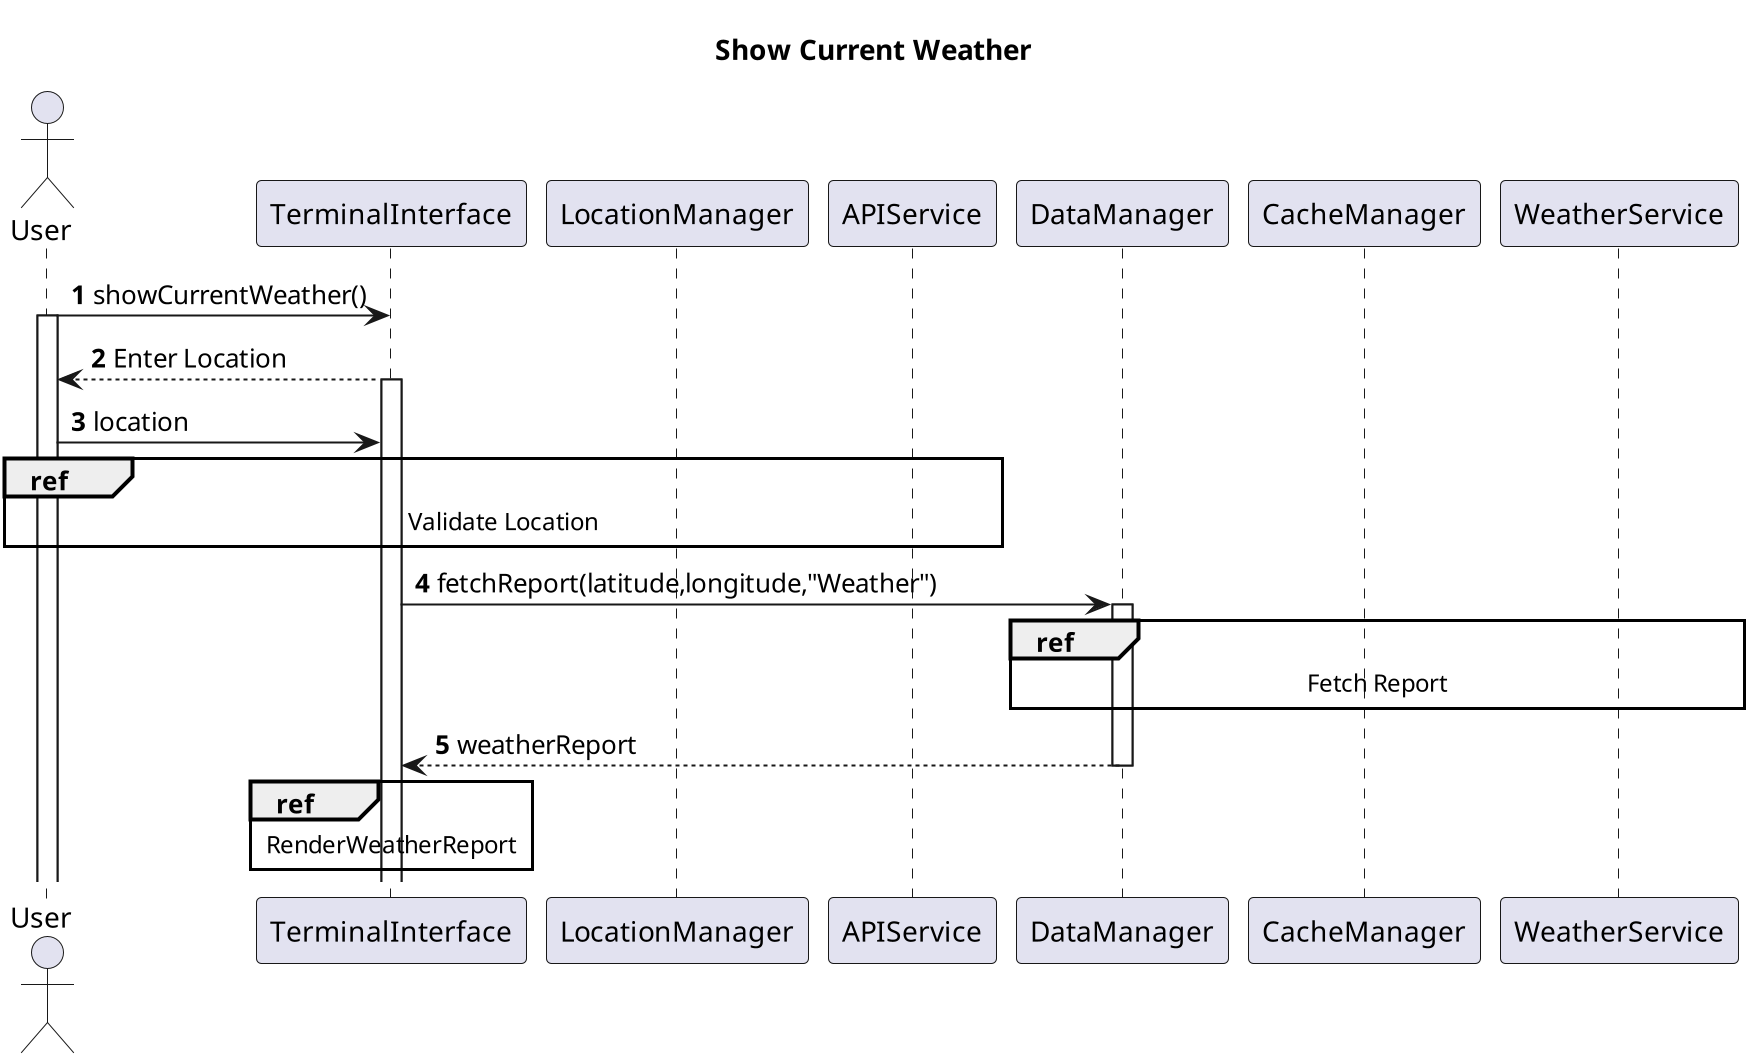 Show Current Weather
User
TerminalInterface
LocationManager
APIService
DataManager
CacheManager
WeatherService
1 showCurrentWeather()
2 Enter Location
3 location
ref
Validate Location
4 fetchReport(latitude,longitude,"Weather")
ref
Fetch Report
5 weatherReport
ref
RenderWeatherReport
User
TerminalInterface
LocationManager
APIService
DataManager
CacheManager
WeatherService